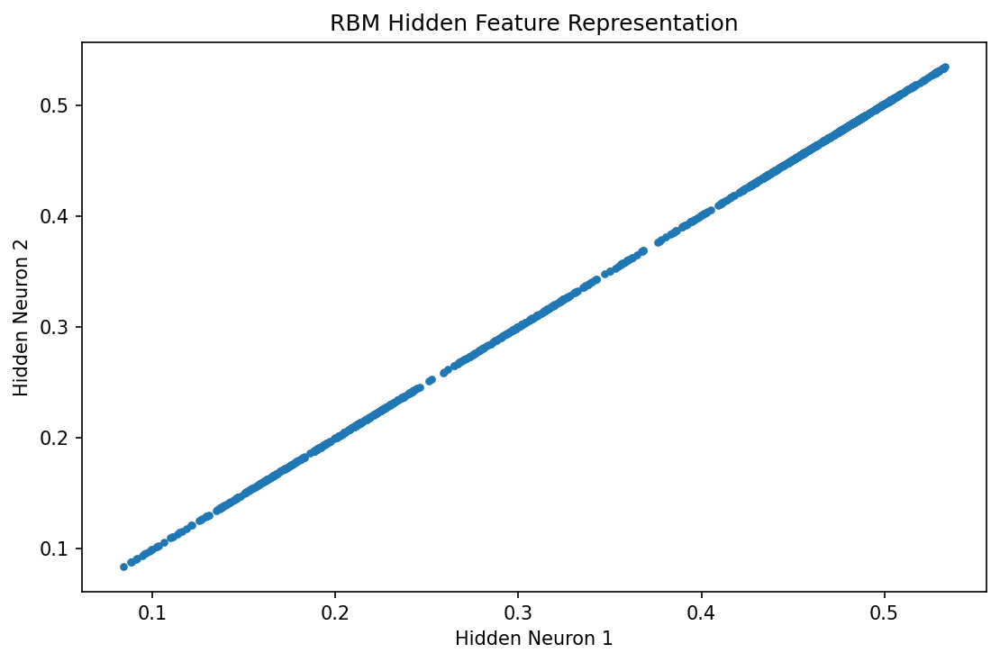 RBM Hidden Feature Representation
Hidden Neuron 2
0.5
0.4
0.3
0.2
0.1
0.1 0.2 0.3 0.4 0.5
Hidden Neuron 1